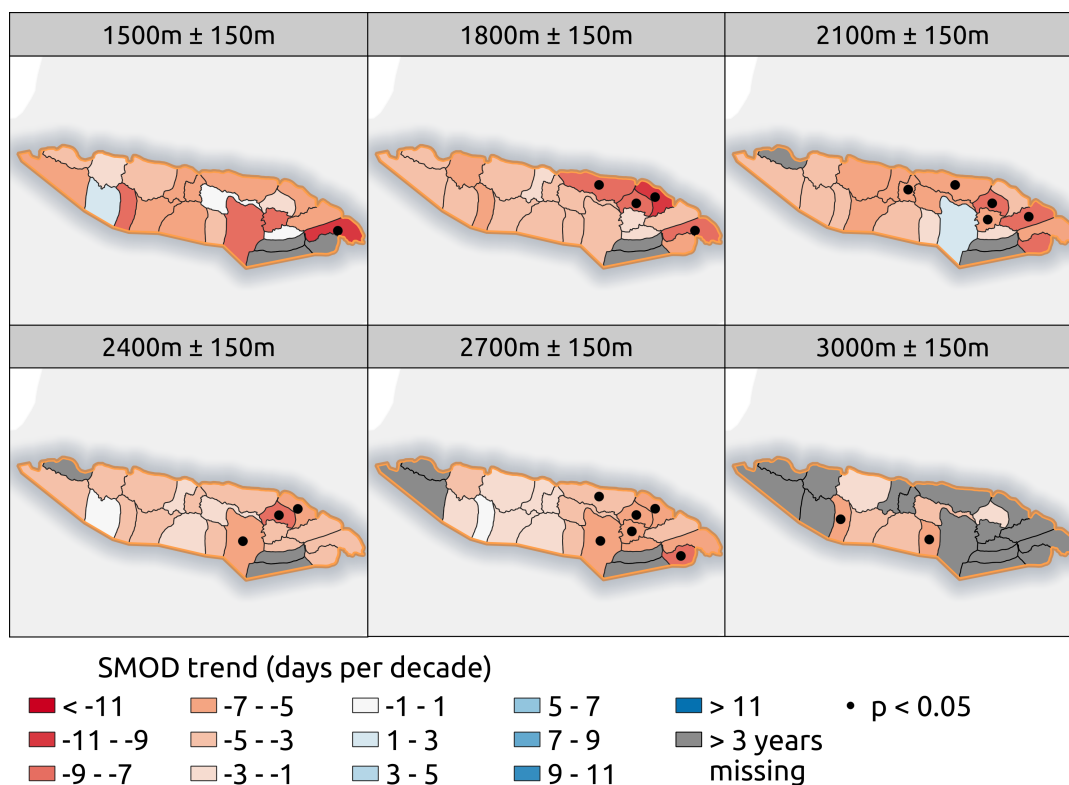 1500m ± 150m
1800m ± 150m
2100m ± 150m
2400m ± 150m
2700m ± 150m
3000m ± 150m
SMOD trend (days per decade)
< -11
-7 - -5
-1 - 1
5 - 7
> 11
• p < 0.05
-11 - -9
-5 - -3
1 - 3
7 - 9
> 3 years
missing
-9 - -7
-3 - -1
3 - 5
9 - 11